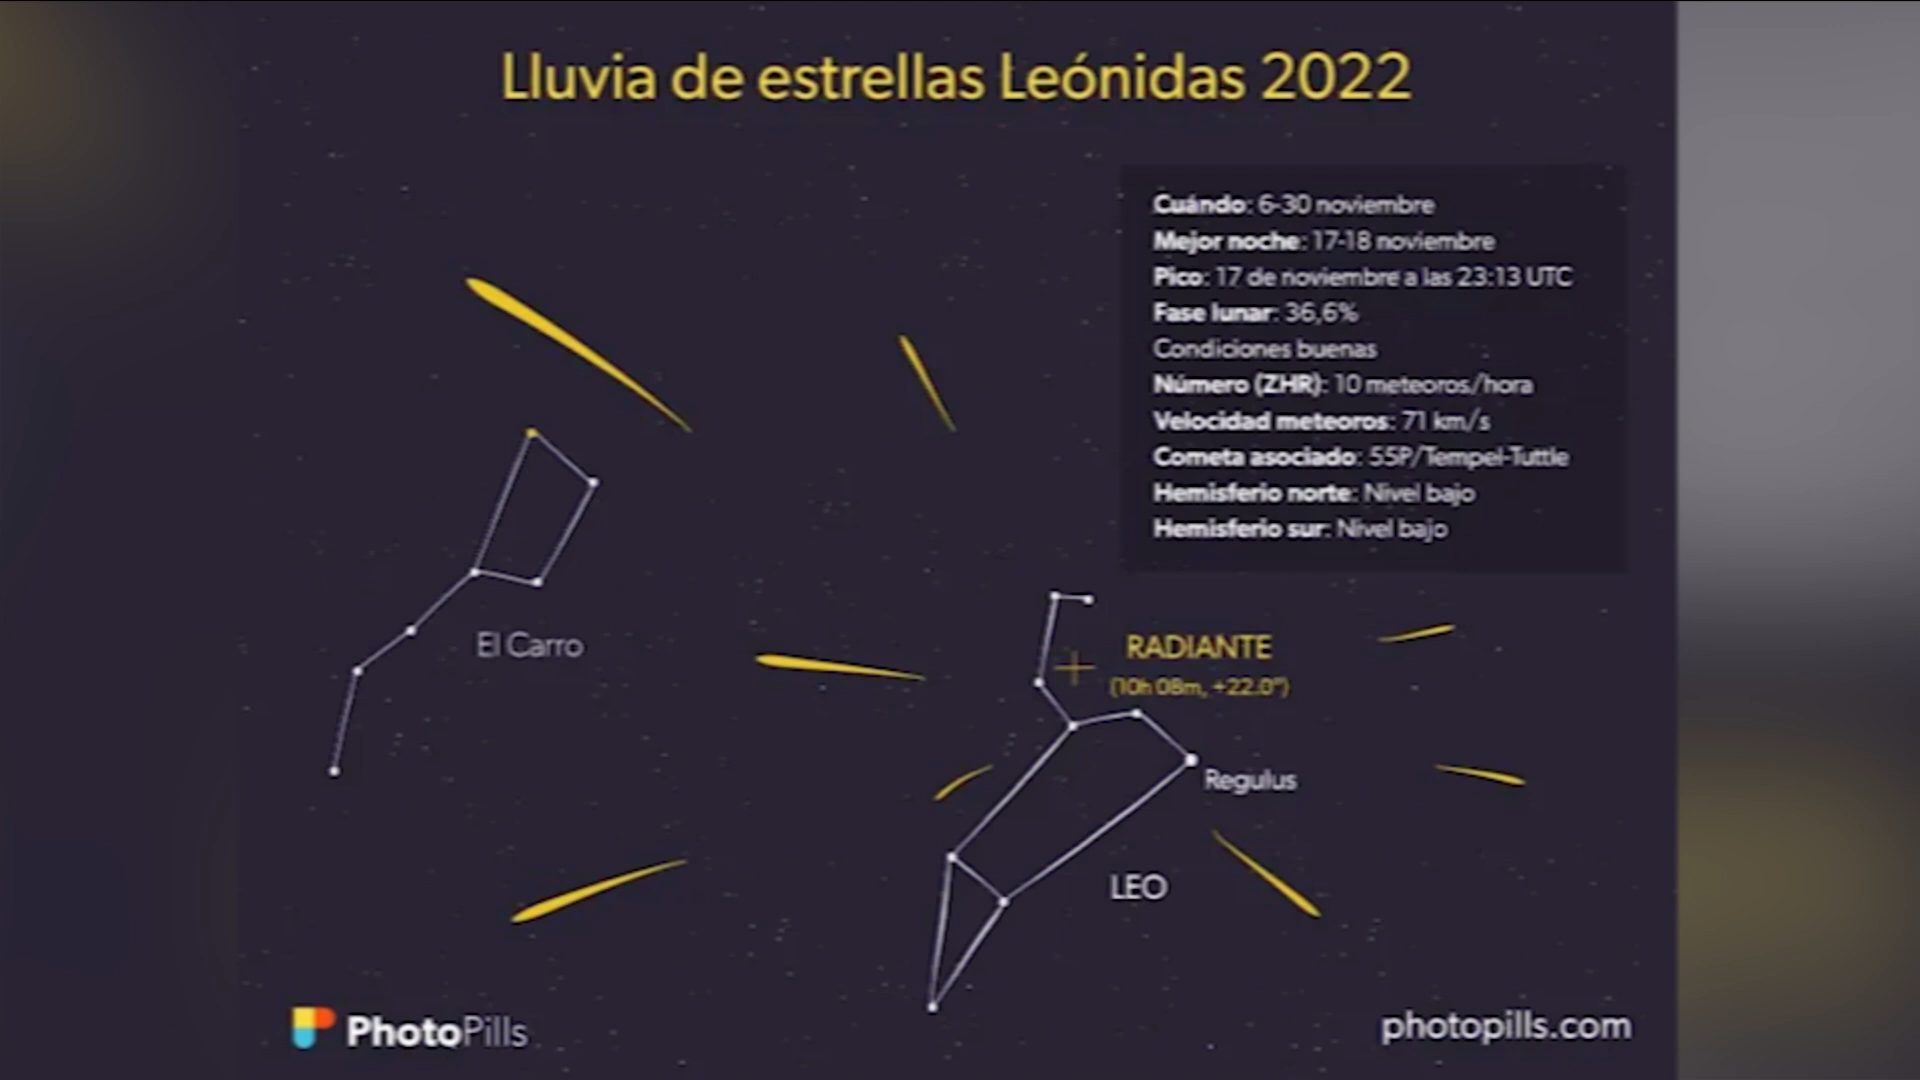 Lluvia de estrellas Leónidas 2022
Cuándo: 6-30 noviembre
Mejor noche: 17-18 noviembre
Pico: 17 de noviembre a las 23:13 UTC
Fase lunar: 36,6%
Condiciones buenas
Número (ZHR): 10 meteoros/hora
Velocidad meteoros: 71 km/s
Cometa asociado: 55P/Tempel-Tuttle
Hemisferio norte: Nivel bajo
Hemisferio sur: Nivel bajo
El Carro
RADIANTE
(10h 08m, +22.0°)
Regulus
LEO
PhotoPills
photopills.com